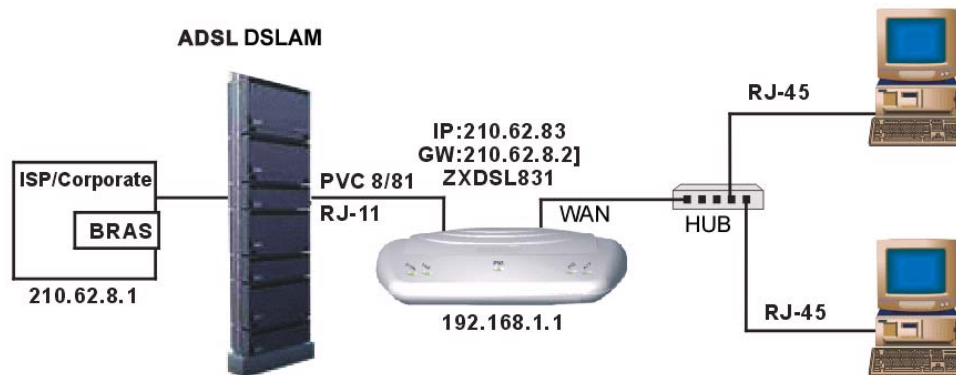 ADSL DSLAM
RJ-45
IP:210.62.83
GW:210.62.8.2]
ZXDSL831
ISP/Corporate
BRAS
210.62.8.1
PVC 8/81
RJ-11
WAN
HUB
192.168.1.1
RJ-45